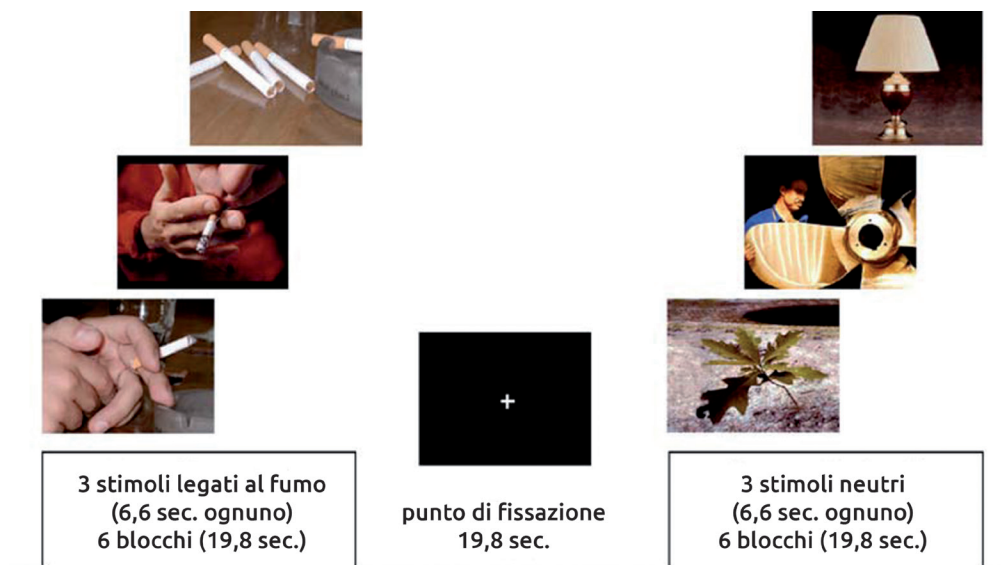 3 stimoli legati al fumo
(6,6 sec. ognuno)
6 blocchi (19,8 sec.)
punto di fissazione
19,8 sec.
3 stimoli neutri
(6,6 sec. ognuno)
6 blocchi (19,8 sec.)